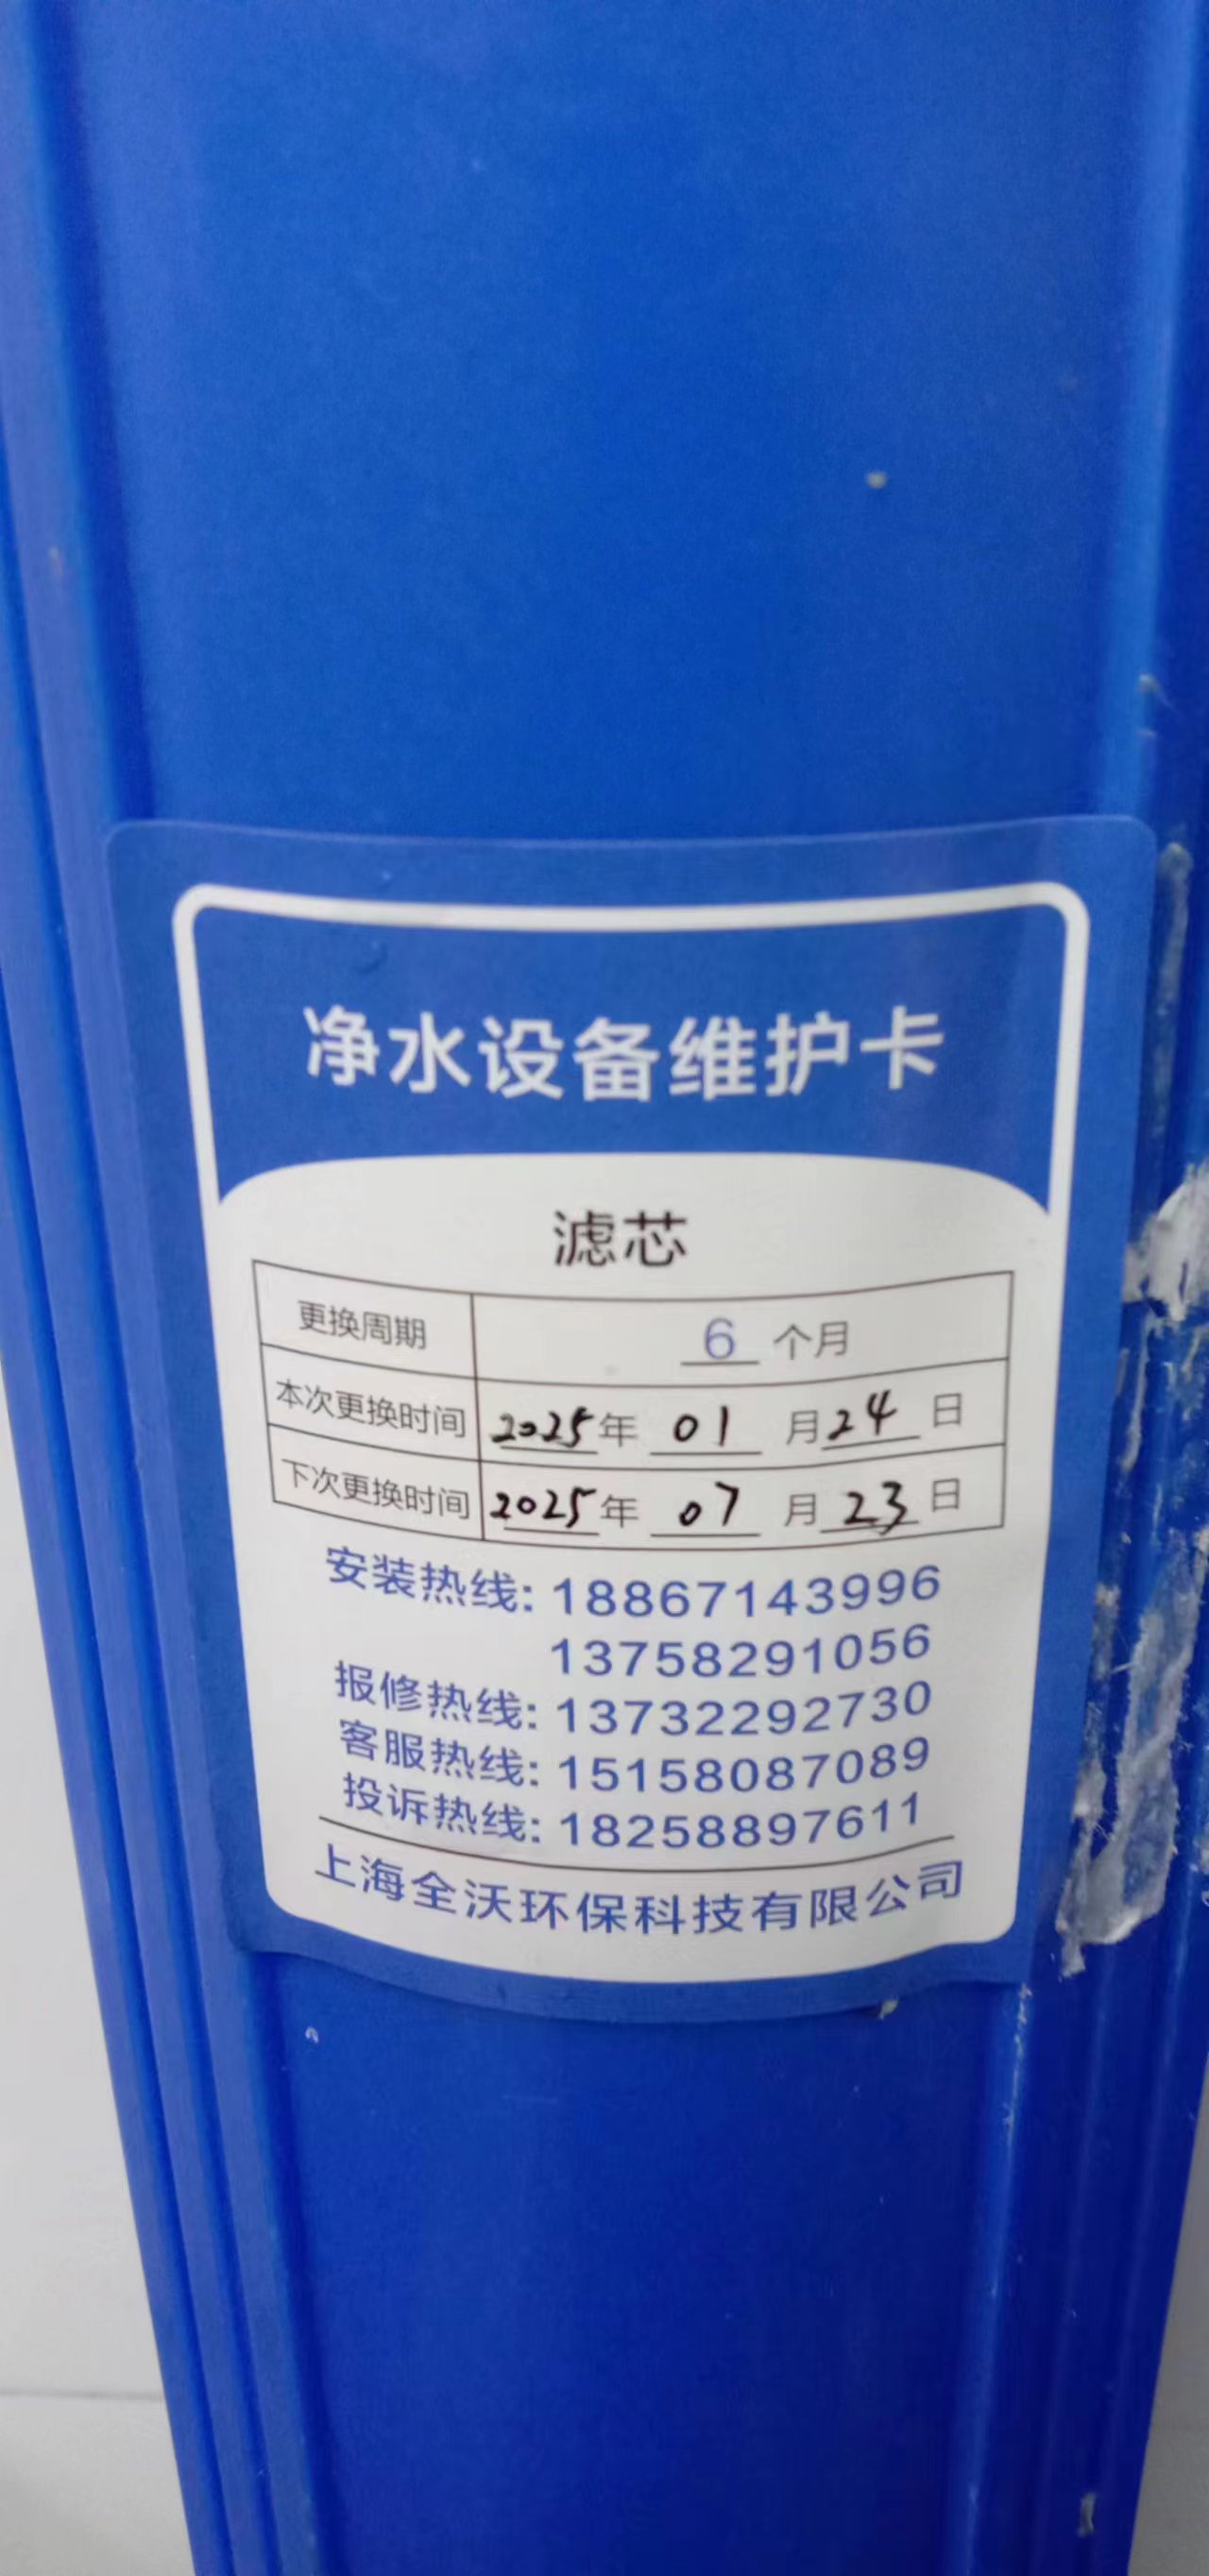 净水设备维护卡
滤芯
更换周期 6 个月
本次更换时间 2025年 01 月 24 日
下次更换时间 2025年 07 月 23 日
安装热线: 18867143996
13758291056
报修热线: 13732292730
客服热线: 15158087089
投诉热线: 18258897611
上海全沃环保科技有限公司